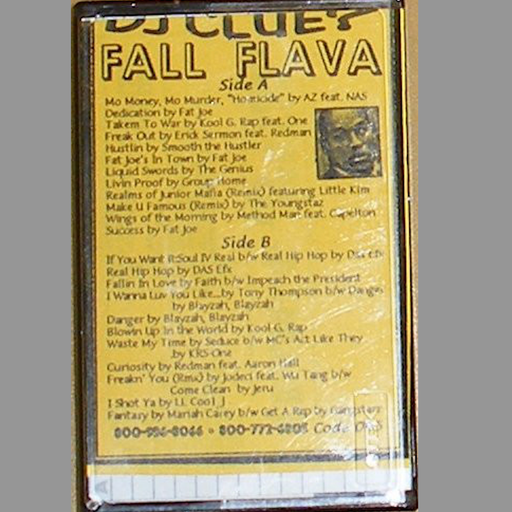 DJ CLUE?
FALL FLAVA
Side A
Mo Money, Mo Murder, "Homicide" by AZ feat. NAS
Dedication by Fat Joe
Takem To War by Kool G. Rap feat. One
Freak Out by Erick Sermon feat. Redman
Hustlin by Smooth the Hustler
Fat Joe's In Town by Fat Joe
Liquid Swords by The Genius
Livin Proof by Group Home
Realms of Junior Mafia (Remix) featuring Little Kim
Make U Famous (Remix) by The Youngstaz
Wings of the Morning by Method Man feat. Capelton
Success by Fat Joe
Side B
If You Want It:Soul IV Real b/w Real Hip Hop by Das Efx
Real Hip Hop by DAS Efx
Fallin In Love by Faith b/w Impeach the President
I Wanna Luv You Like...by Tony Thompson b/w Danger
by Blayzah, Blayzah
Danger by Blayzah, Blayzah
Blowin Up In the World by Kool G. Rap
Waste My Time by Seduce b/w MC's Act Like They
by KRS-One
Curiosity by Redman feat. Aaron Hall
Freakn' You (Rmx) by Jodeci feat. Wu Tang b/w
Come Clean by Jeru
I Shot Ya by LL Cool J
Fantasy by Mariah Carey b/w Get A Rep by Gangstarr
Code